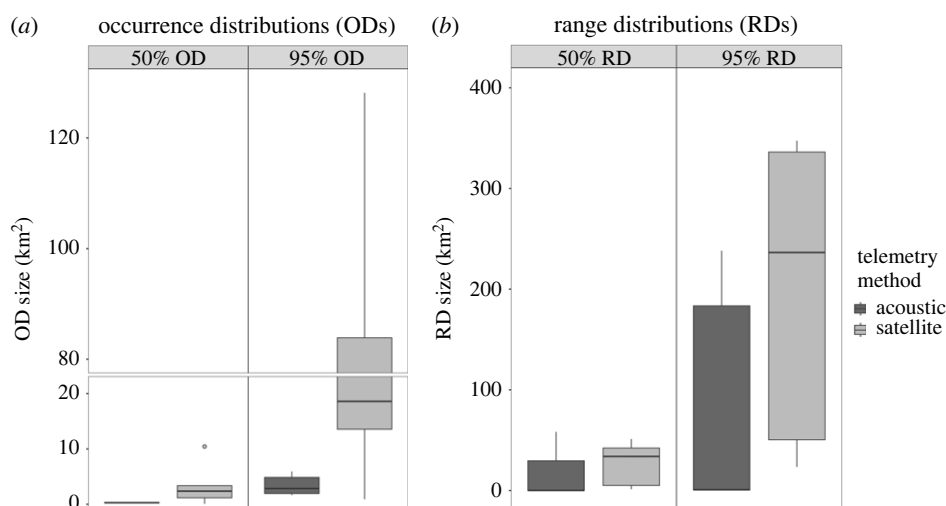 (a) occurrence distributions (ODs)
50% OD 95% OD
OD size (km²)
120
100
80
20
10
0
(b) range distributions (RDs)
50% RD 95% RD
RD size (km²)
400
300
200
100
0
telemetry
method
acoustic
satellite